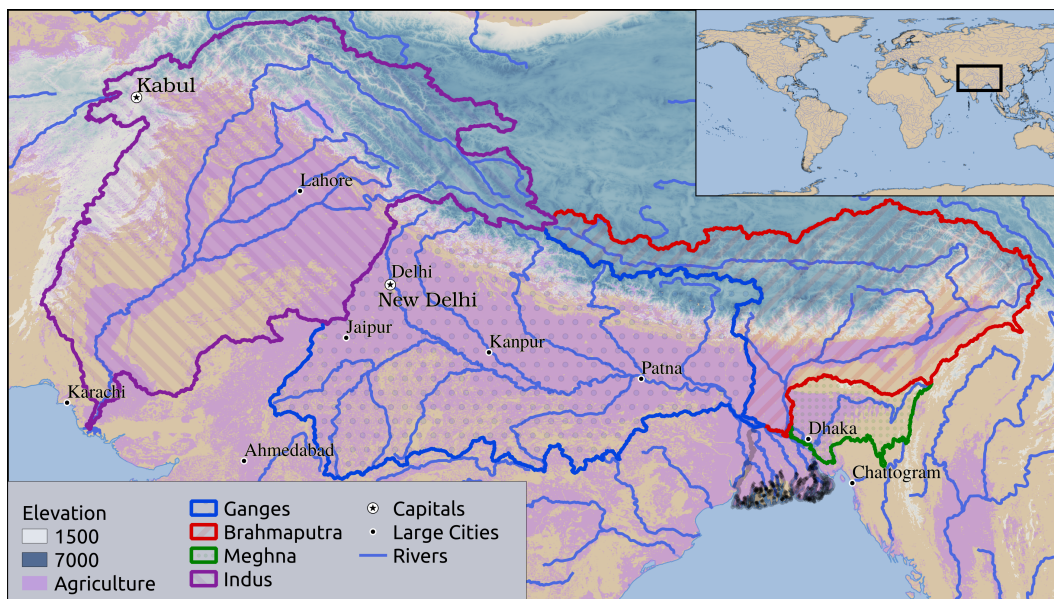 Kabul
Lahore
Delhi
New Delhi
Jaipur
Kanpur
Patna
Karachi
Dhaka
Ahmedabad
Chattogram
Elevation
1500
7000
Agriculture
Ganges
Brahmaputra
Meghna
Indus
Capitals
Large Cities
Rivers